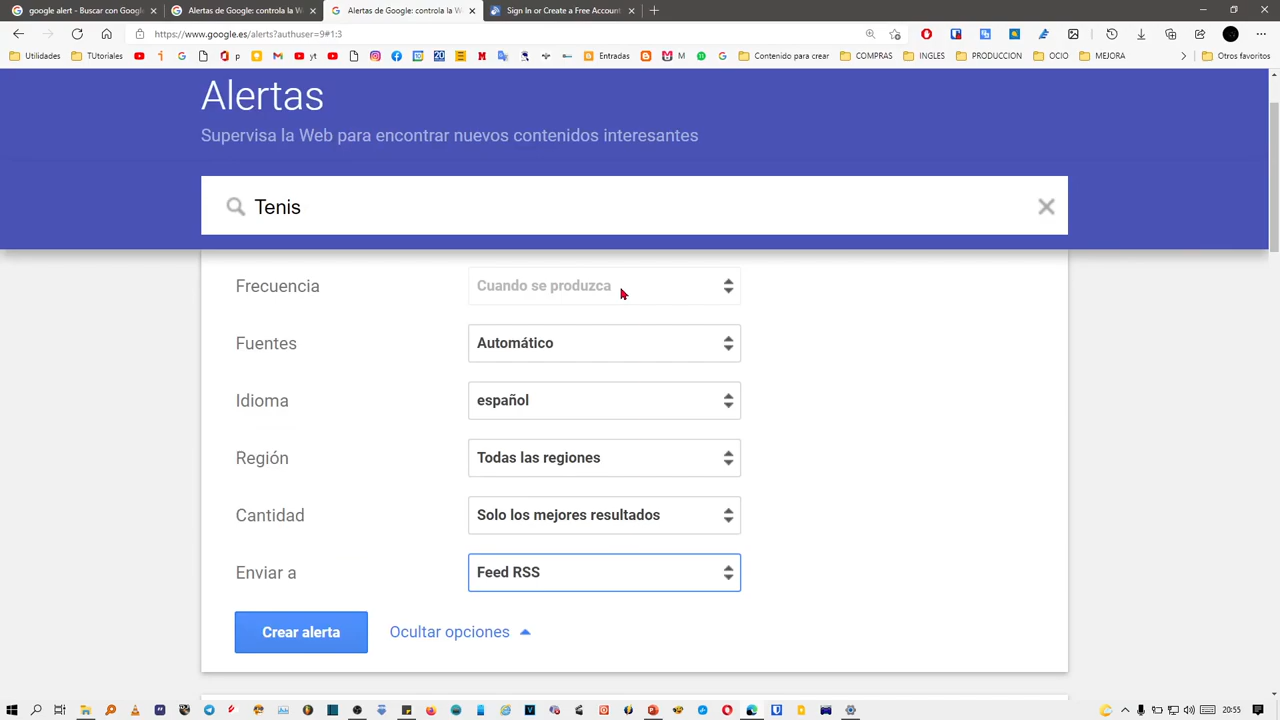 google alert - Buscar con Google
Alertas de Google: controla la W
Alertas de Google: controla la W
Sign In or Create a Free Account
https://www.google.es/alerts?authuser=9#1:3
Utilidades
TUtoriales
yt
Entradas
M
Contenido para crear
COMPRAS
INGLES
PRODUCCION
OCIO
MEJORA
Otros favoritos
Alertas
Supervisa la Web para encontrar nuevos contenidos interesantes
Tenis
Frecuencia
Cuando se produzca
Fuentes
Automático
Idioma
español
Región
Todas las regiones
Cantidad
Solo los mejores resultados
Enviar a
Feed RSS
Crear alerta
Ocultar opciones
20:55